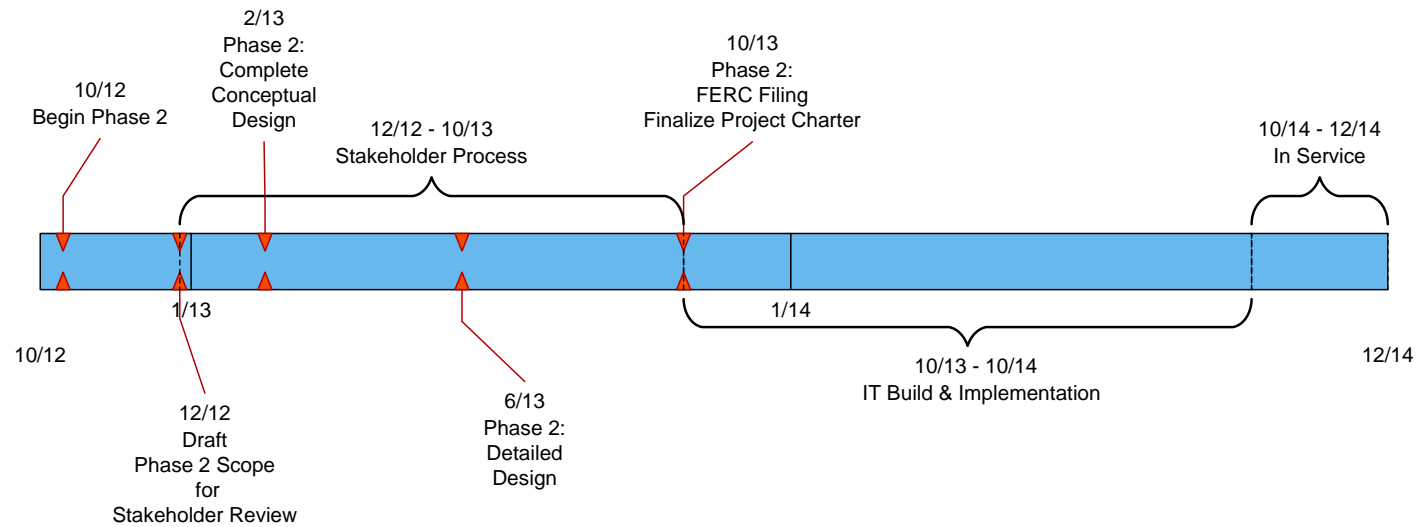 2/13
Phase 2:
Complete
Conceptual
Design
10/13
Phase 2:
FERC Filing
Finalize Project Charter
10/12
Begin Phase 2
12/12 - 10/13
Stakeholder Process
10/14 - 12/14
In Service
1/13
1/14
10/12
12/14
10/13 - 10/14
IT Build & Implementation
12/12
Draft
Phase 2 Scope
for
Stakeholder Review
6/13
Phase 2:
Detailed
Design